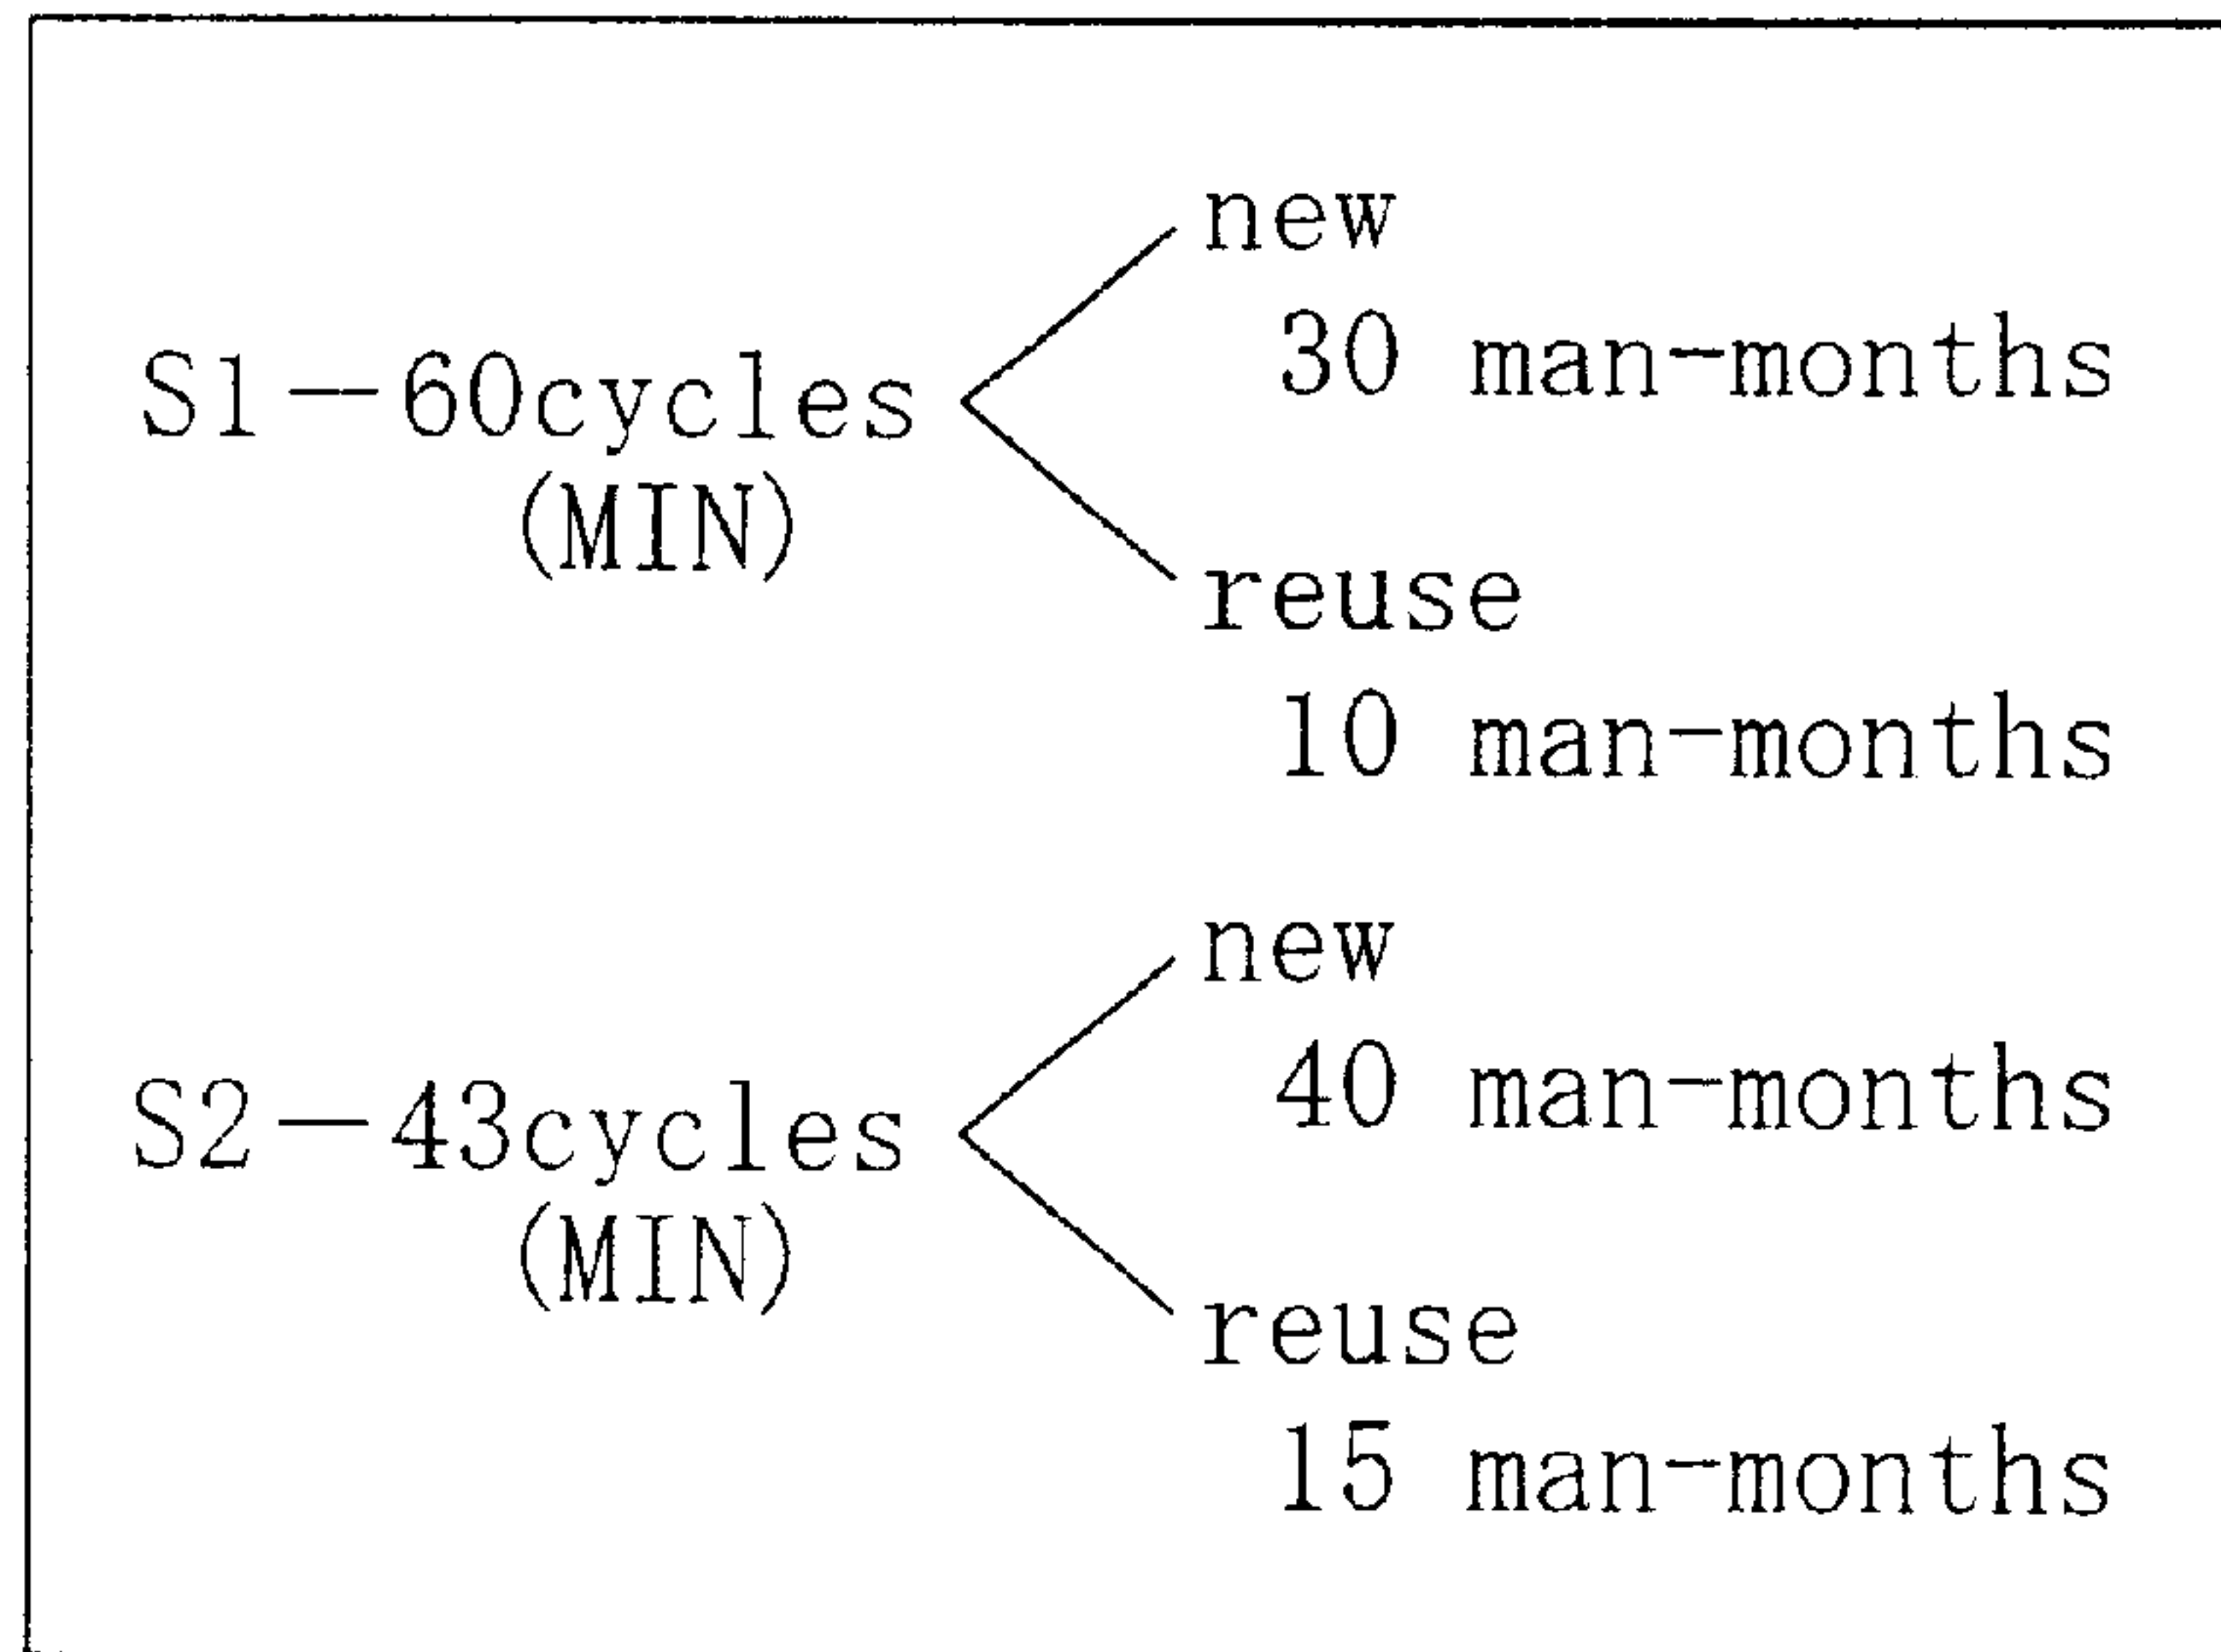 new
30 man-months
S1—60cycles
(MIN)
reuse
10 man-months
new
40 man-months
S2—43cycles
(MIN)
reuse
15 man-months